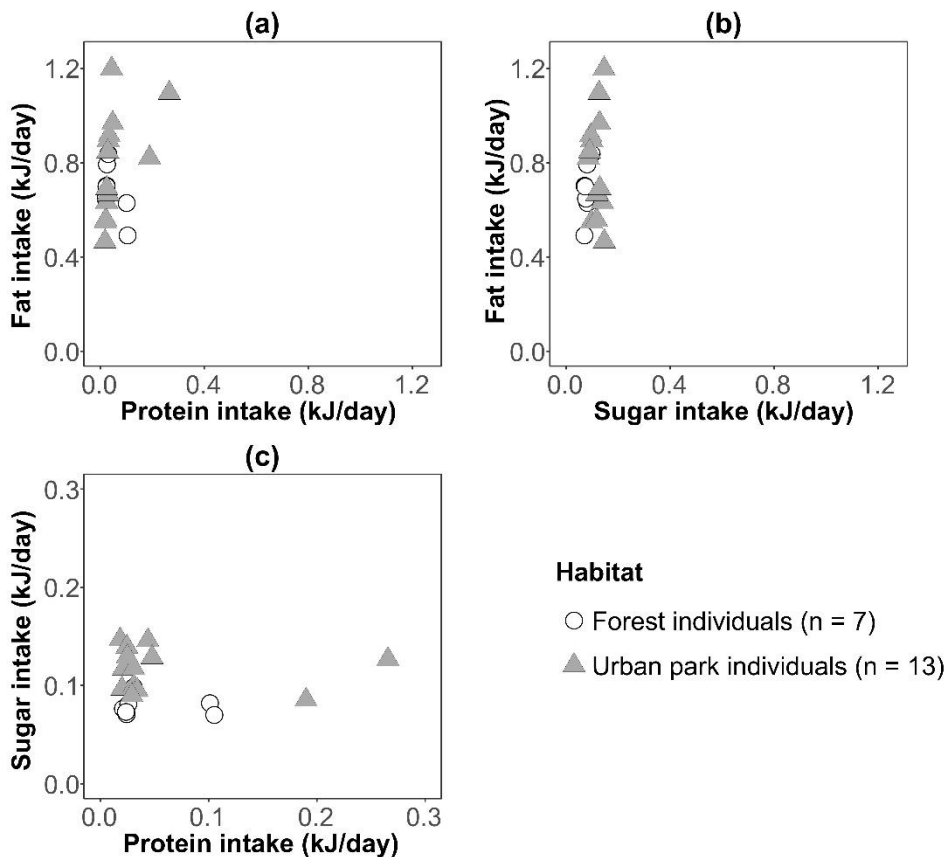 (a)
Fat intake (kJ/day)
1.2
0.8
0.4
0.0
0.0 0.4 0.8 1.2
Protein intake (kJ/day)
(b)
Fat intake (kJ/day)
1.2
0.8
0.4
0.0
0.0 0.4 0.8 1.2
Sugar intake (kJ/day)
(c)
Sugar intake (kJ/day)
0.3
0.2
0.1
0.0
0.0 0.1 0.2 0.3
Protein intake (kJ/day)
Habitat
Forest individuals (n = 7)
Urban park individuals (n = 13)